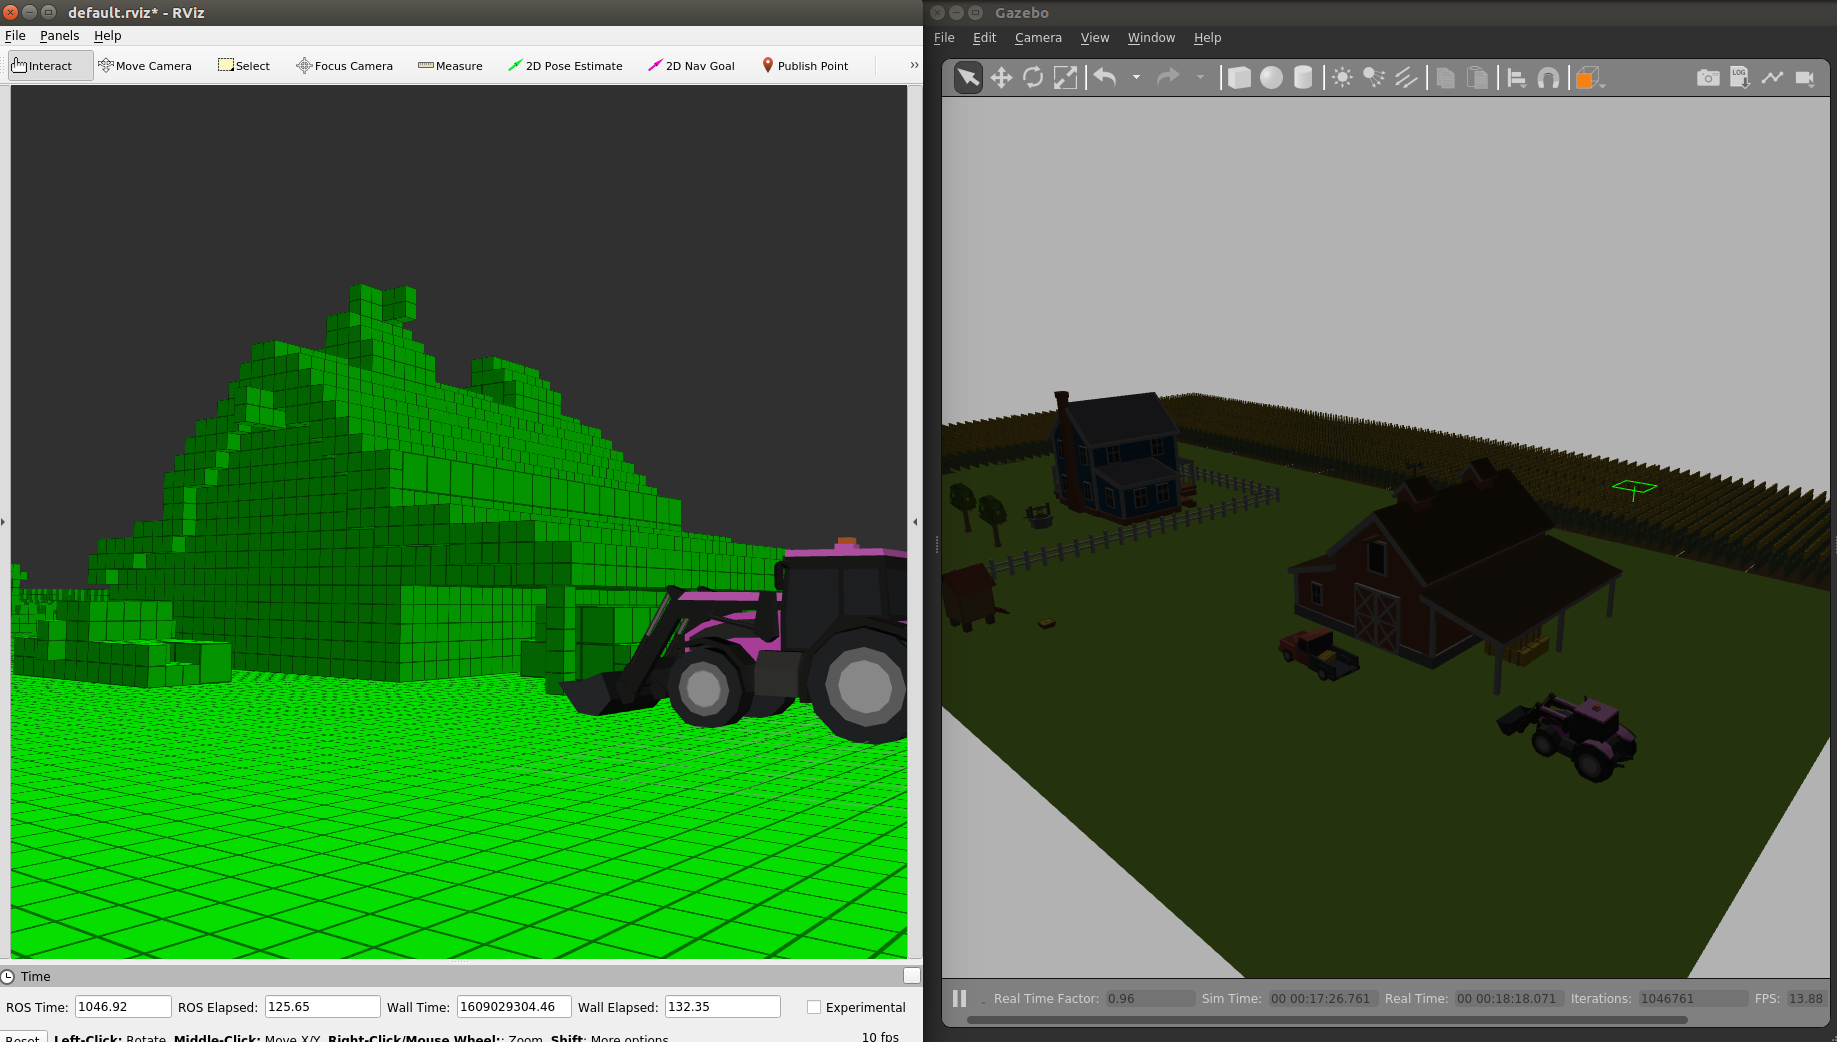 default.rviz* - RViz
File Panels Help
Interact Move Camera Select Focus Camera Measure 2D Pose Estimate 2D Nav Goal Publish Point »
Time
ROS Time: 1046.92 ROS Elapsed: 125.65 Wall Time: 1609029304.46 Wall Elapsed: 132.35 Experimental
Reset Left-Click: Rotate. Middle-Click: Move X/Y. Right-Click/Mouse Wheel:: Zoom. Shift: More options. 10 fps
Gazebo
File Edit Camera View Window Help
LOG
Real Time Factor: 0.96 Sim Time: 00 00:17:26.761 Real Time: 00 00:18:18.071 Iterations: 1046761 FPS: 13.88